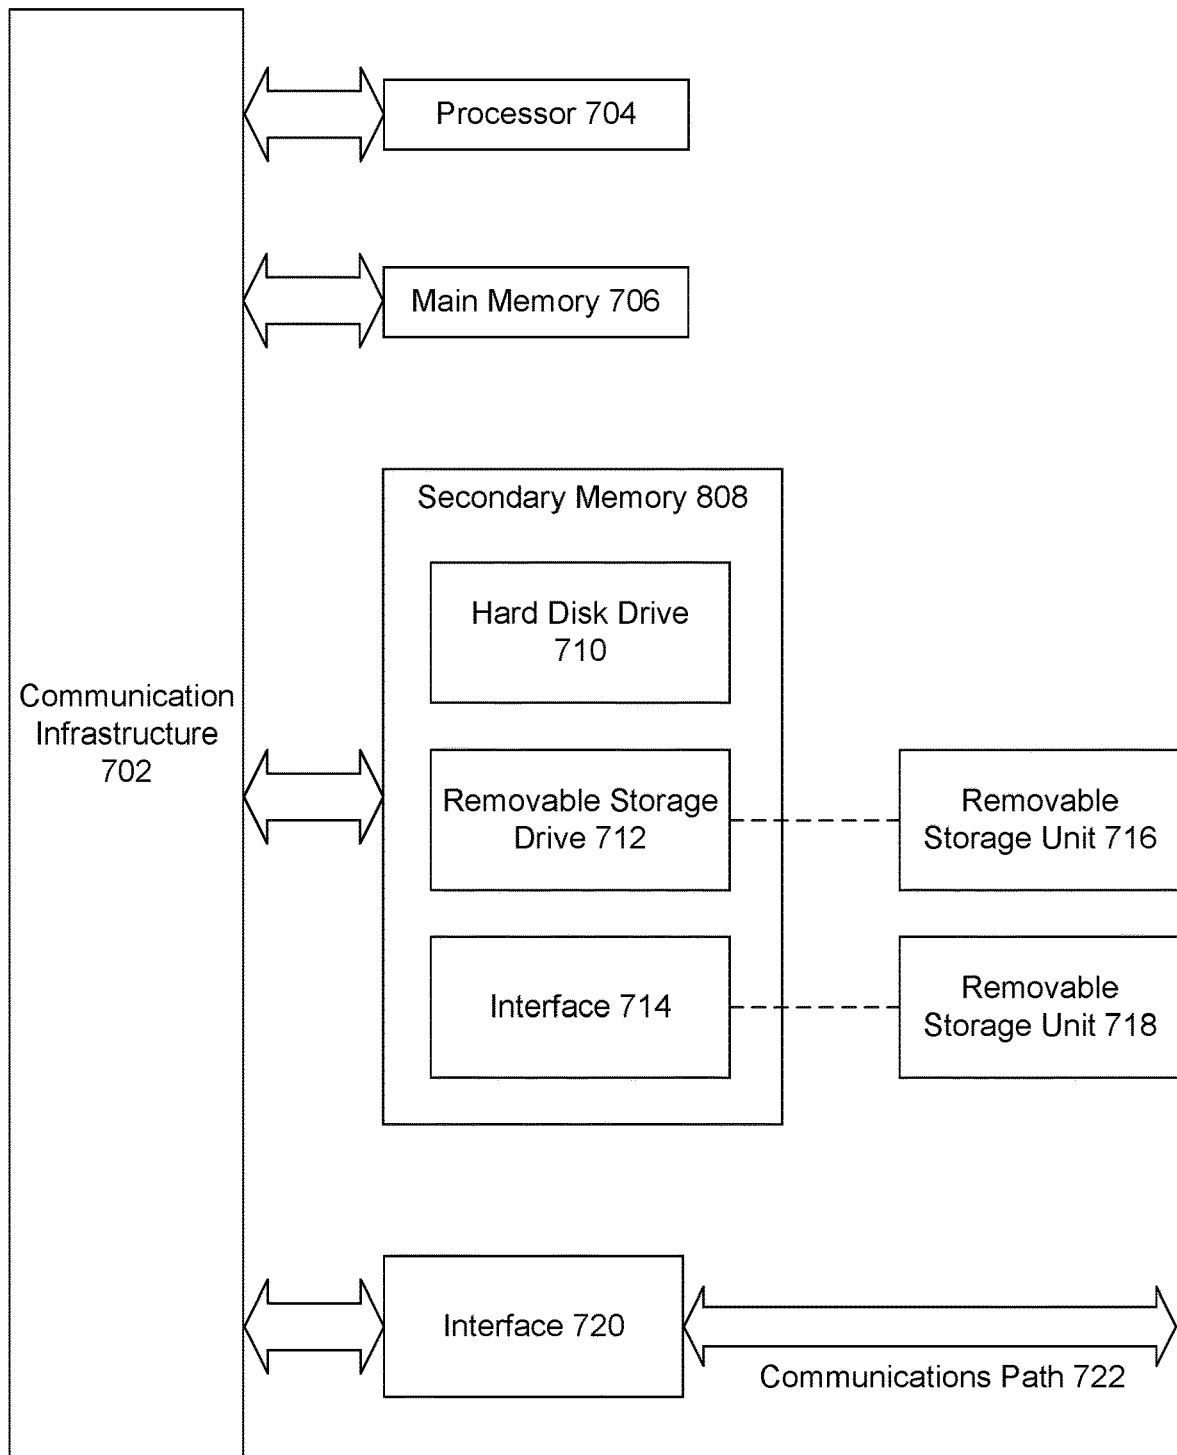 Processor 704
Main Memory 706
Secondary Memory 808
Hard Disk Drive
710
Communication
Infrastructure
702
Removable Storage
Drive 712
Removable
Storage Unit 716
Interface 714
Removable
Storage Unit 718
Interface 720
Communications Path 722